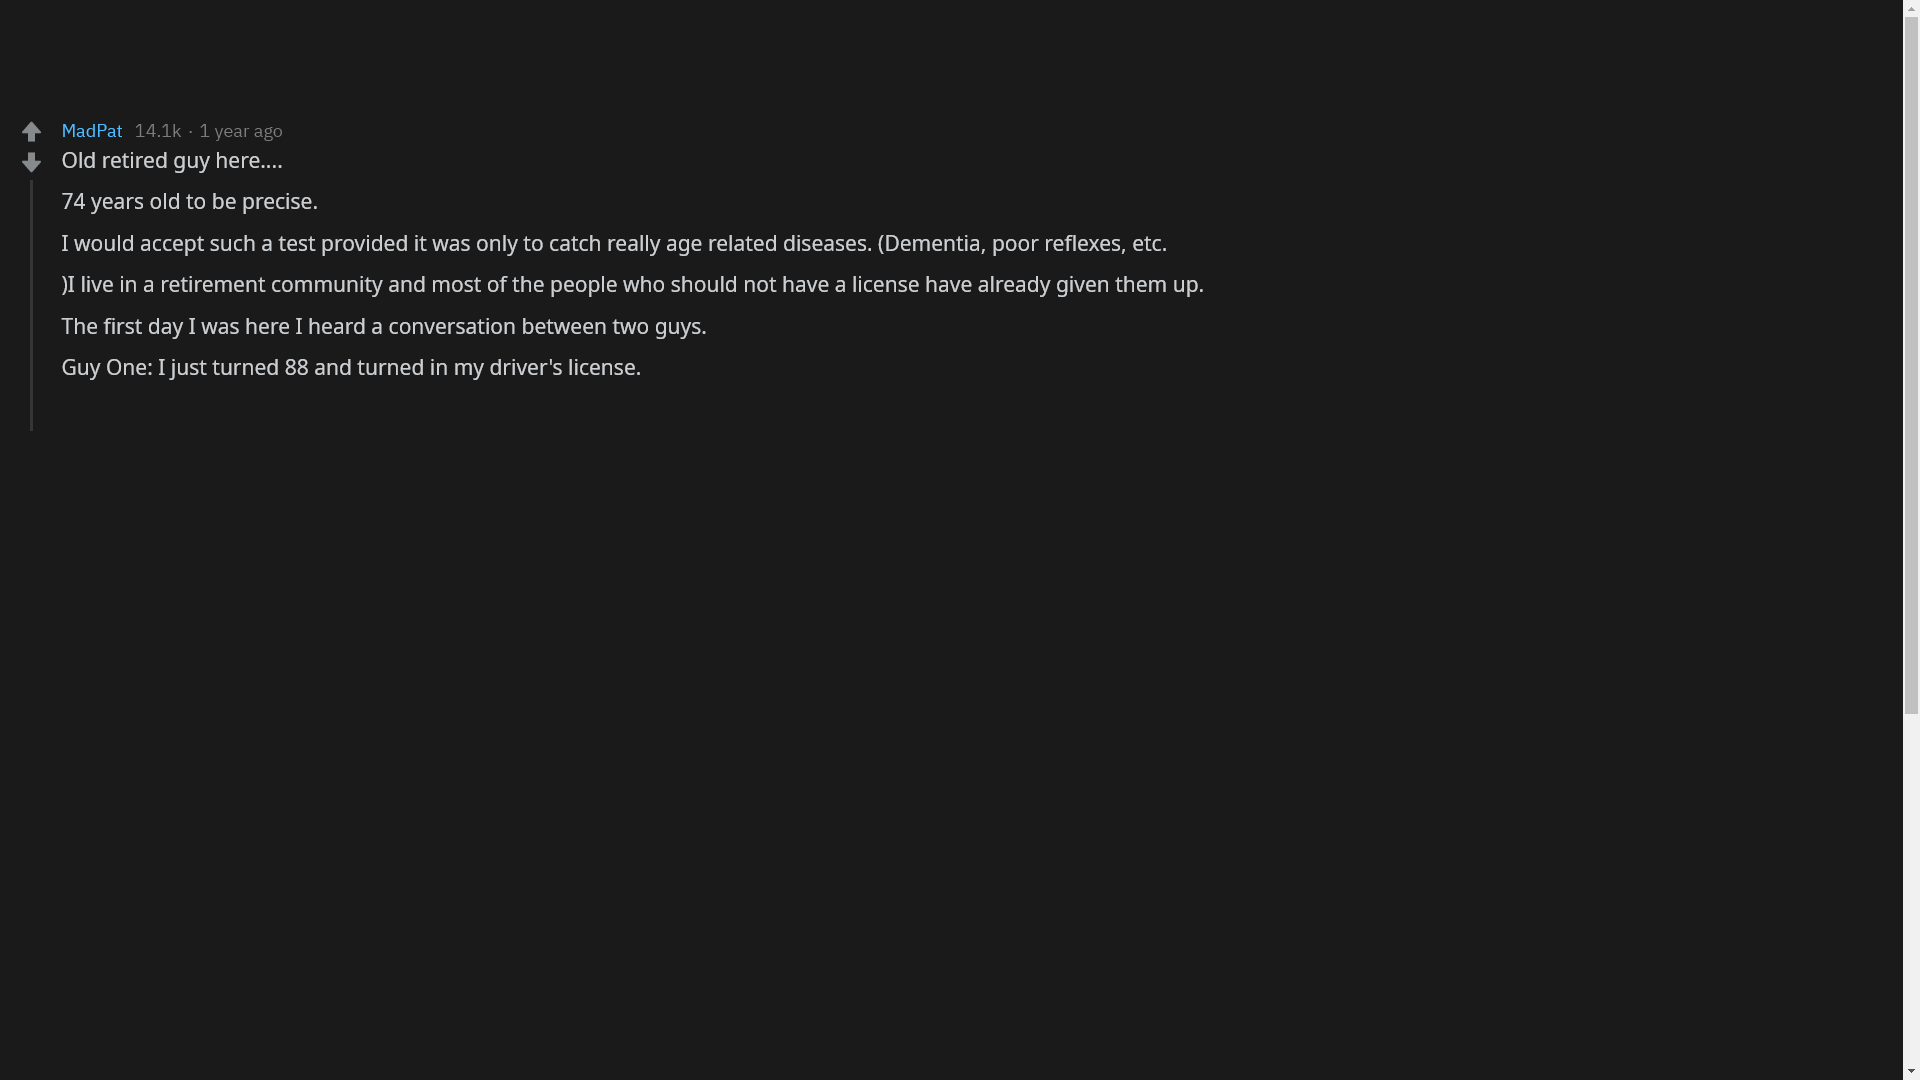 MadPat 14.1k · 1 year ago
Old retired guy here....
74 years old to be precise.
I would accept such a test provided it was only to catch really age related diseases. (Dementia, poor reflexes, etc.
)I live in a retirement community and most of the people who should not have a license have already given them up.
The first day I was here I heard a conversation between two guys.
Guy One: I just turned 88 and turned in my driver's license.